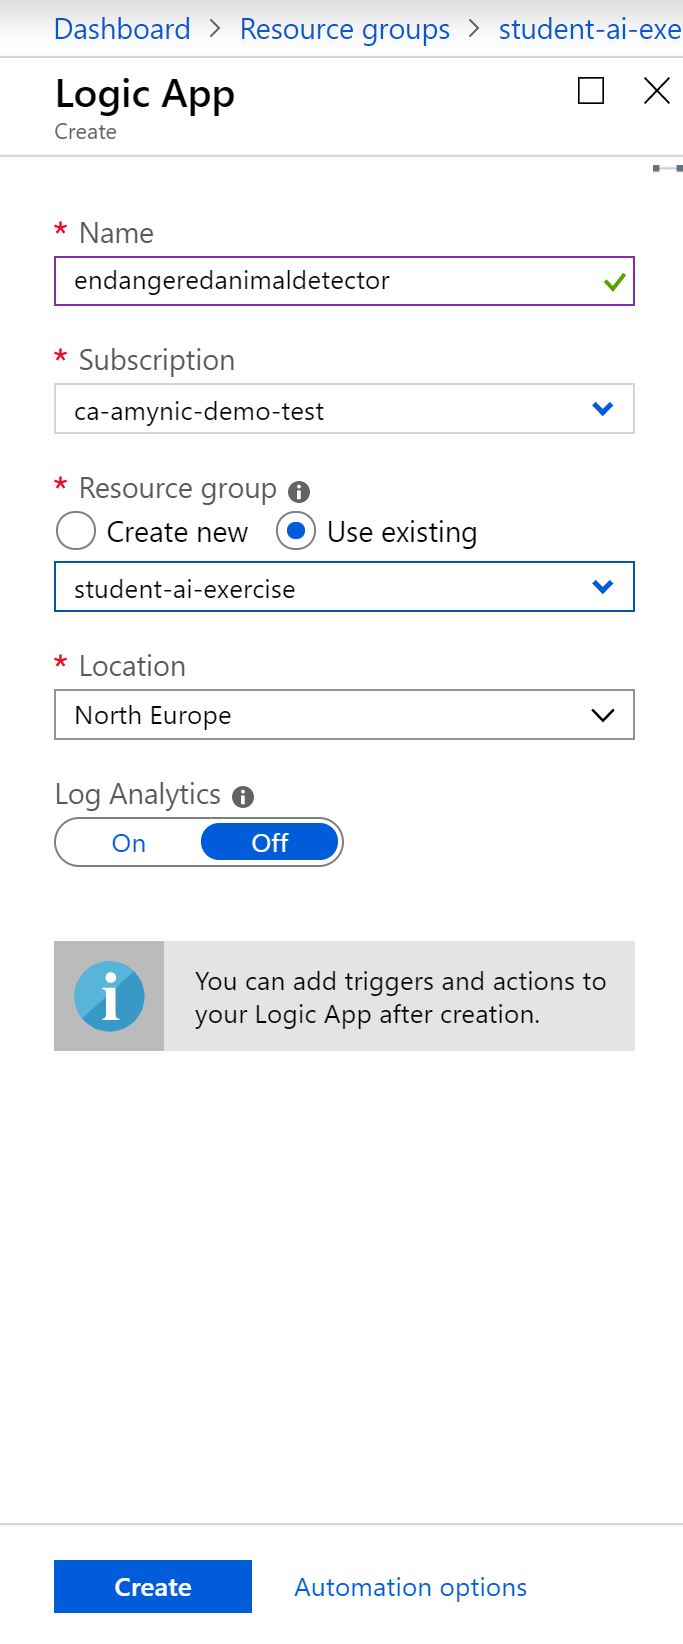 Dashboard > Resource groups > student-ai-exe
Logic App
Create
* Name
endangeredanimaldetector
* Subscription
ca-amynic-demo-test
* Resource group
Create new Use existing
student-ai-exercise
* Location
North Europe
Log Analytics
On Off
You can add triggers and actions to
your Logic App after creation.
Create Automation options